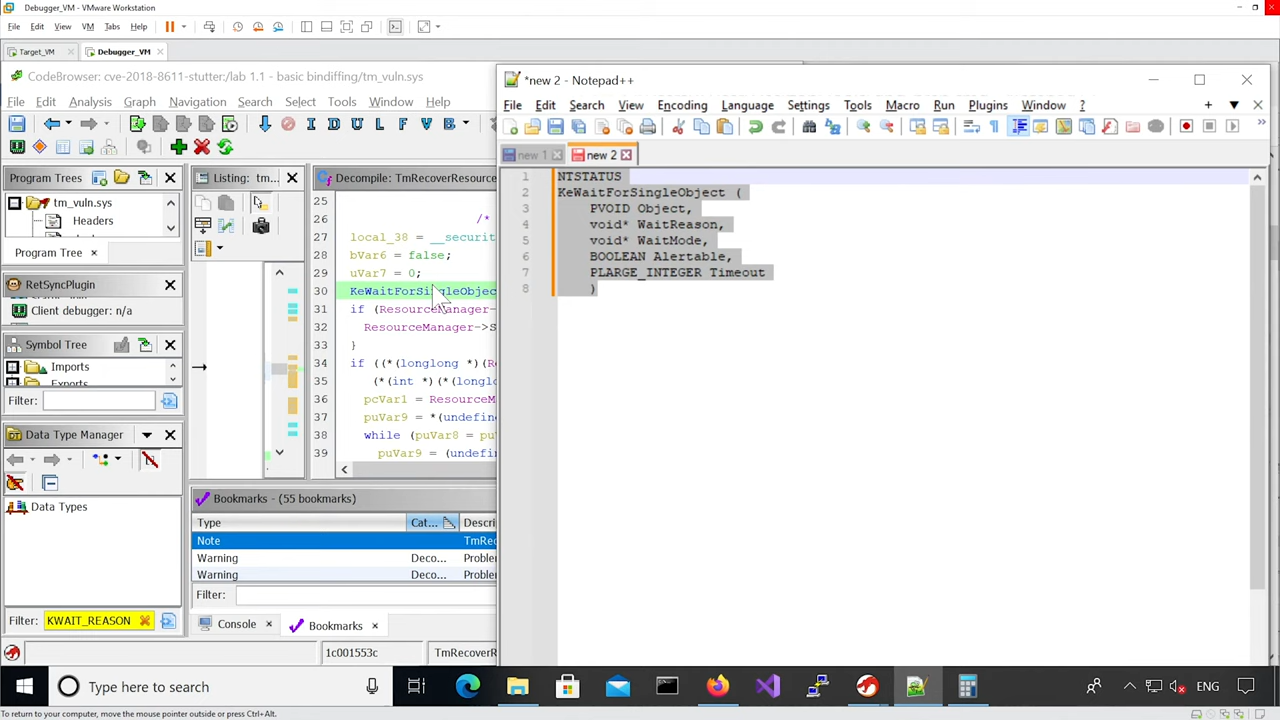 Debugger_VM - VMware Workstation
File Edit View VM Tabs Help
Target_VM Debugger_VM
CodeBrowser: cve-2018-8611-stutter:/lab 1.1 - basic bindiffing/tm_vuln.sys
File Edit Analysis Graph Navigation Search Select Tools Window Help
I D U L F V B
Program Trees
tm_vuln.sys
Headers
Program Tree
RetSyncPlugin
Client debugger: n/a
Symbol Tree
Imports
Exports
Filter:
Data Type Manager
Data Types
Filter: KWAIT_REASON
Listing: tm...
Decompile: TmRecoverResource
25
26 /*
27 local_38 = __securit
28 bVar6 = false;
29 uVar7 = 0;
30 KeWaitForSingleObjec
31 if (ResourceManager-
32 ResourceManager->S
33 }
34 if ((*(longlong *)(R
35 (*(int *)(*(longlo
36 pcVar1 = ResourceM
37 puVar9 = *(undefin
38 while (puVar8 = pu
39 puVar9 = (undefin
Bookmarks - (55 bookmarks)
Type Cat... Descri
Note TmRec
Warning Deco... Proble
Warning Deco... Proble
Filter:
Console Bookmarks
1c001553c TmRecoverR
*new 2 - Notepad++
File Edit Search View Encoding Language Settings Tools Macro Run Plugins Window ?
new 1 new 2
1 NTSTATUS
2 KeWaitForSingleObject (
3 PVOID Object,
4 void* WaitReason,
5 void* WaitMode,
6 BOOLEAN Alertable,
7 PLARGE_INTEGER Timeout
8 )
Type here to search
ENG
To return to your computer, move the mouse pointer outside or press Ctrl+Alt.